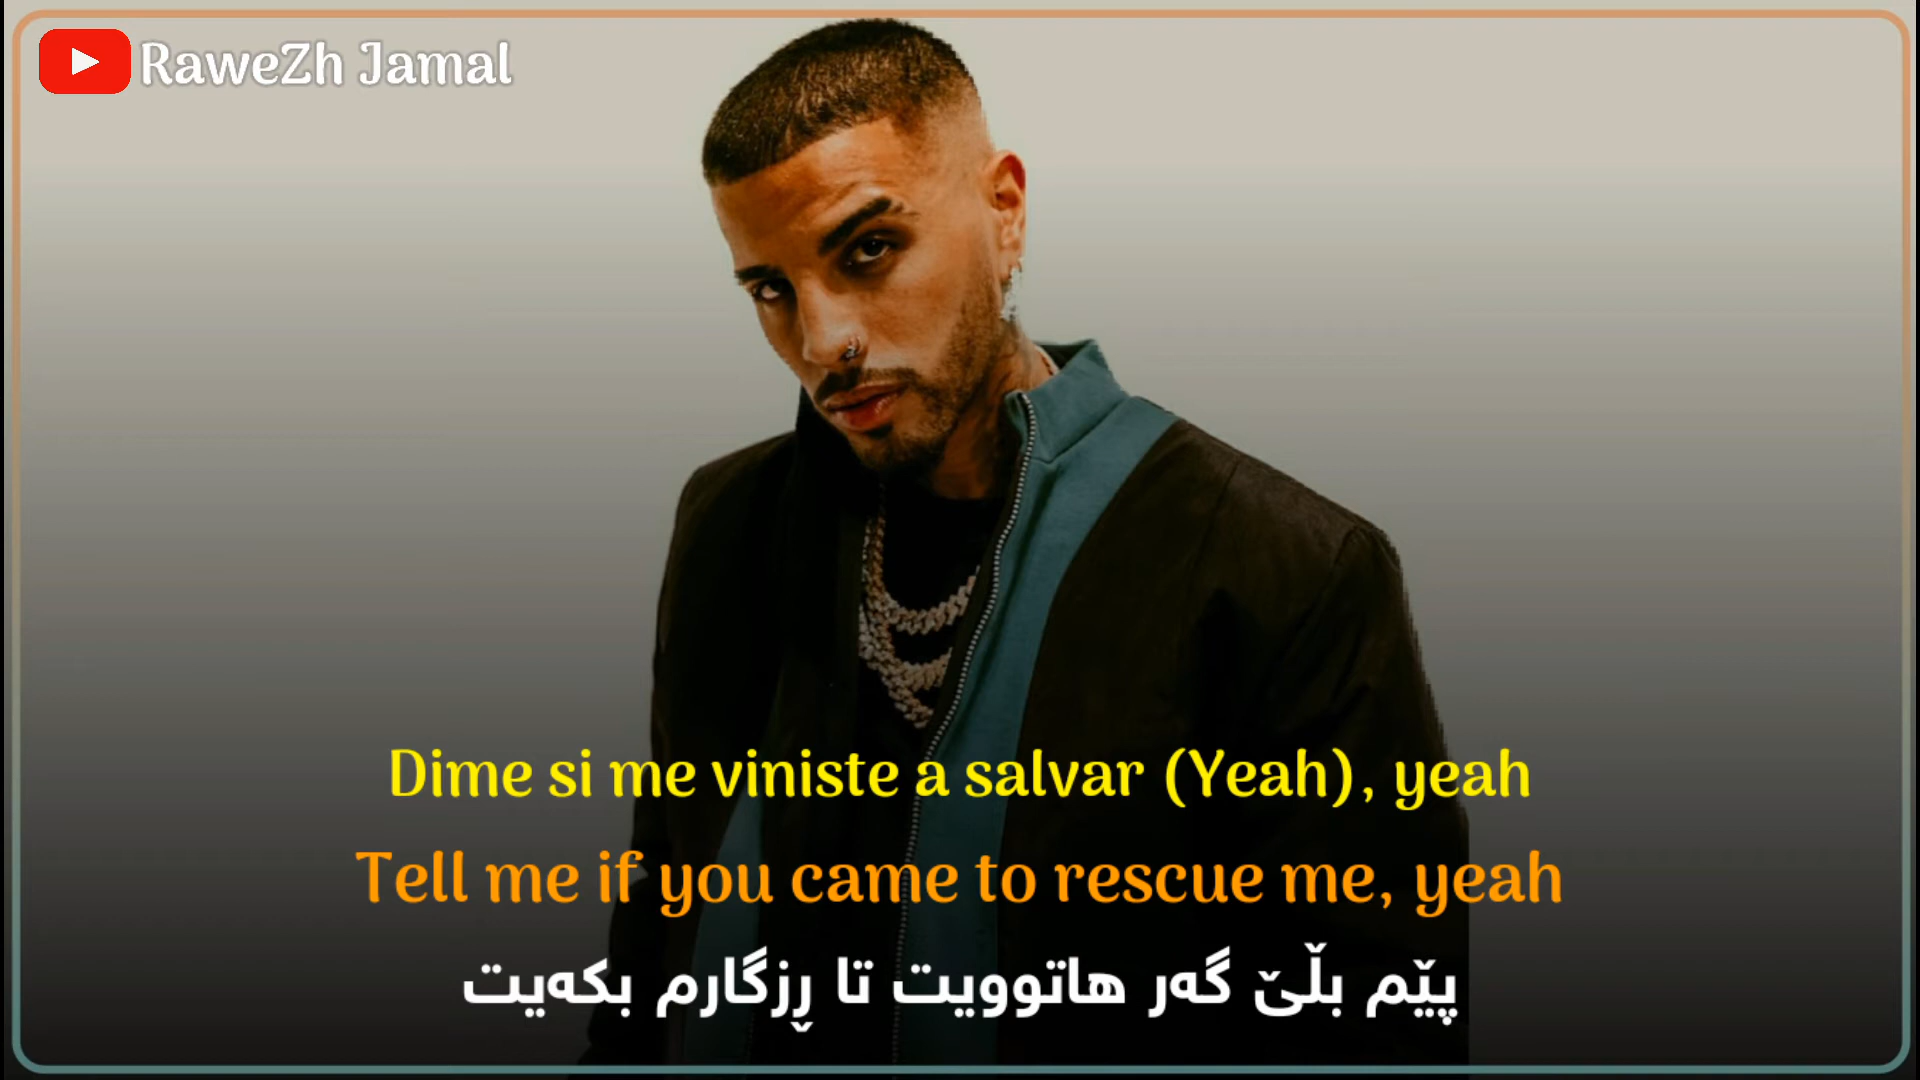 RaweZh Jamal
Dime si me viniste a salvar (Yeah), yeah
Tell me if you came to rescue me, yeah
پێم بڵێ گەر هاتوویت تا ڕزگارم بکەیت